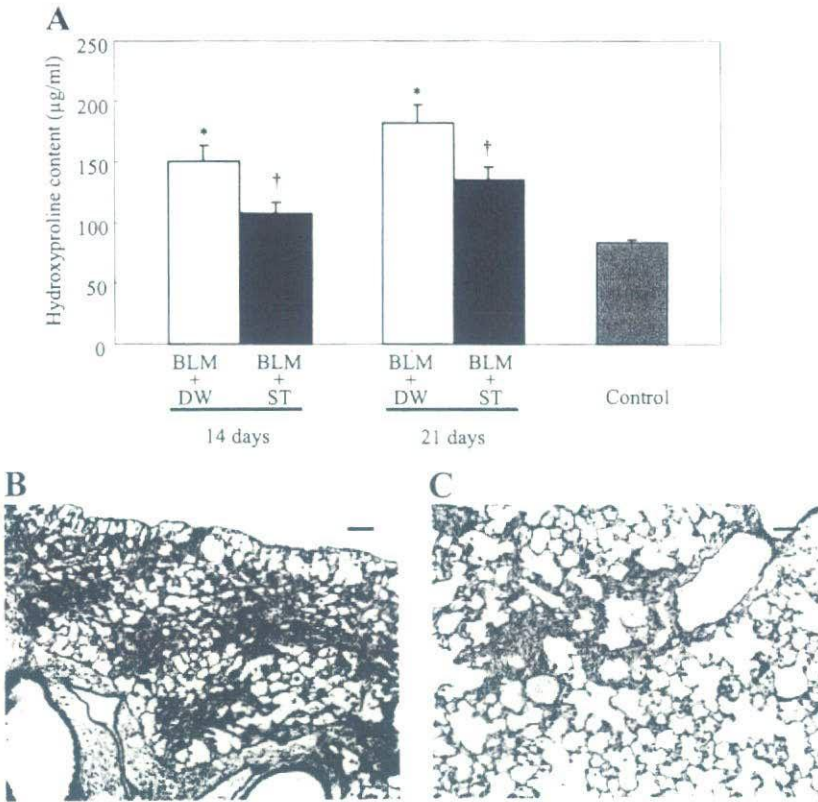 A
Hydroxyproline content (µg/ml)
250
200
150
100
50
0
*
†
*
†
BLM
+
DW
BLM
+
ST
BLM
+
DW
BLM
+
ST
Control
14 days
21 days
B
C